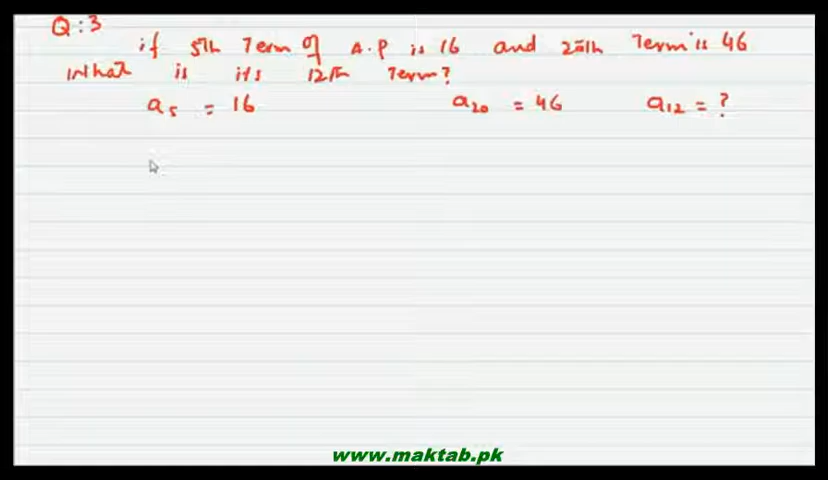 Q:3
if 5th Term of A.P is 16 and 20th Term is 46
What is its 12th Term?
a₅ = 16 a₂₀ = 46 a₁₂ = ?
www.maktab.pk